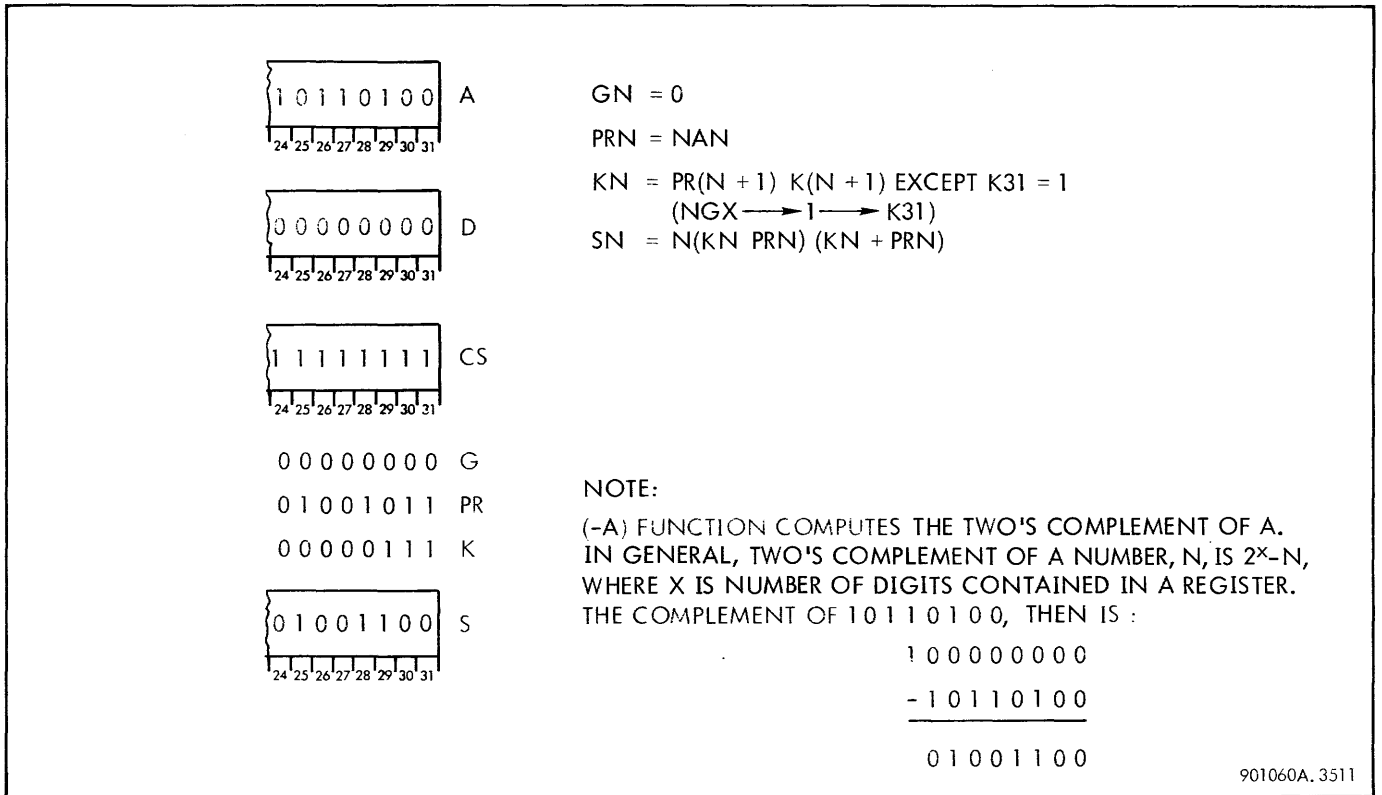 10110100 A
24 25 26 27 28 29 30 31
00000000 D
24 25 26 27 28 29 30 31
11111111 CS
24 25 26 27 28 29 30 31
00000000 G
01001011 PR
00000111 K
01001100 S
24 25 26 27 28 29 30 31
GN = 0
PRN = NAN
KN = PR(N + 1) K(N + 1) EXCEPT K31 = 1
(NGX → 1 → K31)
SN = N(KN PRN) (KN + PRN)
NOTE:
(-A) FUNCTION COMPUTES THE TWO'S COMPLEMENT OF A.
IN GENERAL, TWO'S COMPLEMENT OF A NUMBER, N, IS 2ˣ-N,
WHERE X IS NUMBER OF DIGITS CONTAINED IN A REGISTER.
THE COMPLEMENT OF 10110100, THEN IS :
100000000
-10110100
01001100
901060A.3511